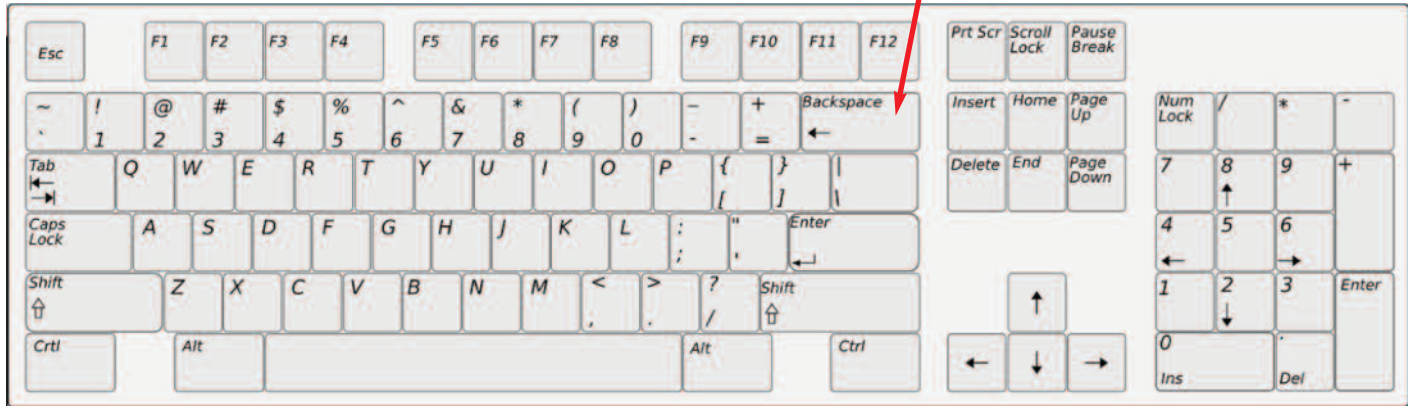 Esc F1 F2 F3 F4 F5 F6 F7 F8 F9 F10 F11 F12 Prt Scr Scroll Lock Pause Break
~ ` ! 1 @ 2 # 3 $ 4 % 5 ^ 6 & 7 * 8 ( 9 ) 0 _ - + = Backspace ← Insert Home Page Up Num Lock / * -
Tab Q W E R T Y U I O P { [ } ] | \ Delete End Page Down 7 8 ↑ 9 +
Caps Lock A S D F G H J K L : ; " ' Enter 4 ← 5 6 →
Shift ⇧ Z X C V B N M < , > . ? / Shift ⇧ ↑ 1 2 ↓ 3 Enter
Crtl Alt Alt Ctrl ← ↓ → 0 Ins . Del